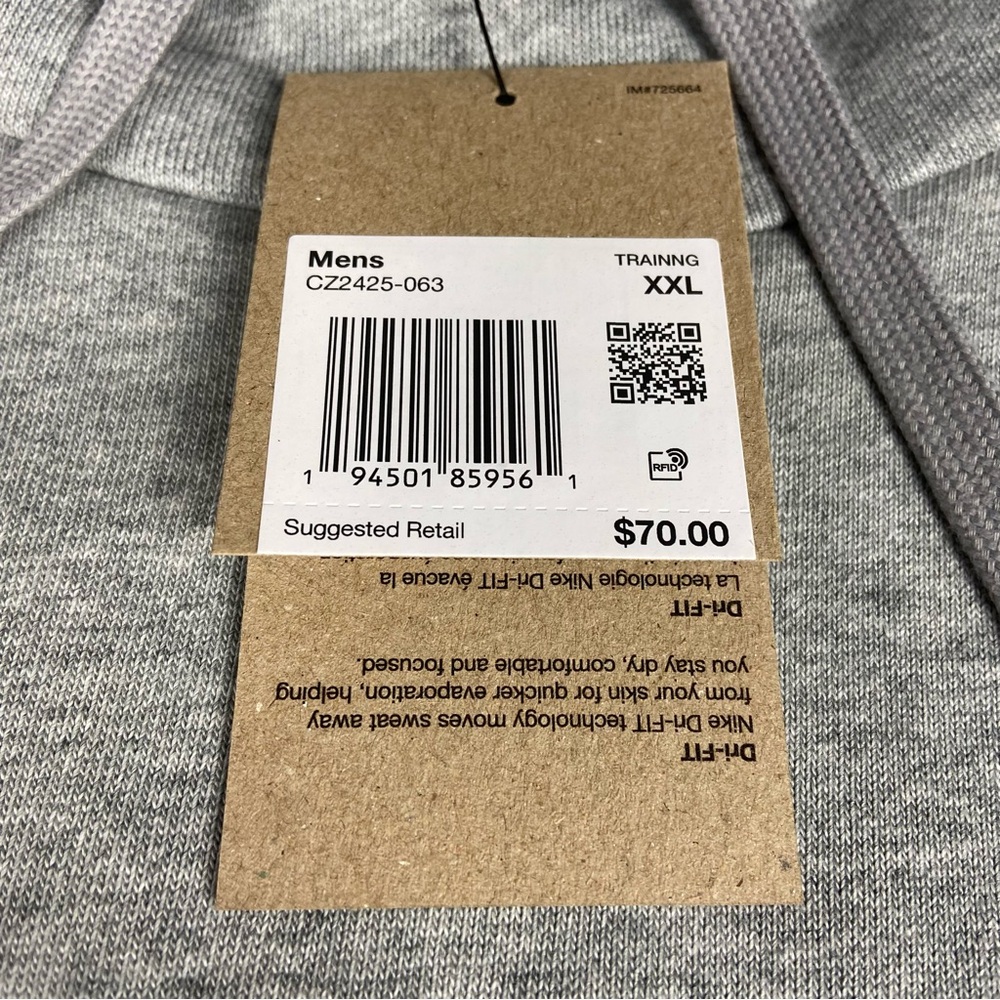 IM#725664
Mens
TRAINNG
CZ2425-063
XXL
1 94501 85956 1
RFID
Suggested Retail
$70.00
La technologie Nike Dri-FIT évacue la
Dri-FIT
you stay dry, comfortable and focused.
from your skin for quicker evaporation, helping
Nike Dri-FIT technology moves sweat away
Dri-FIT